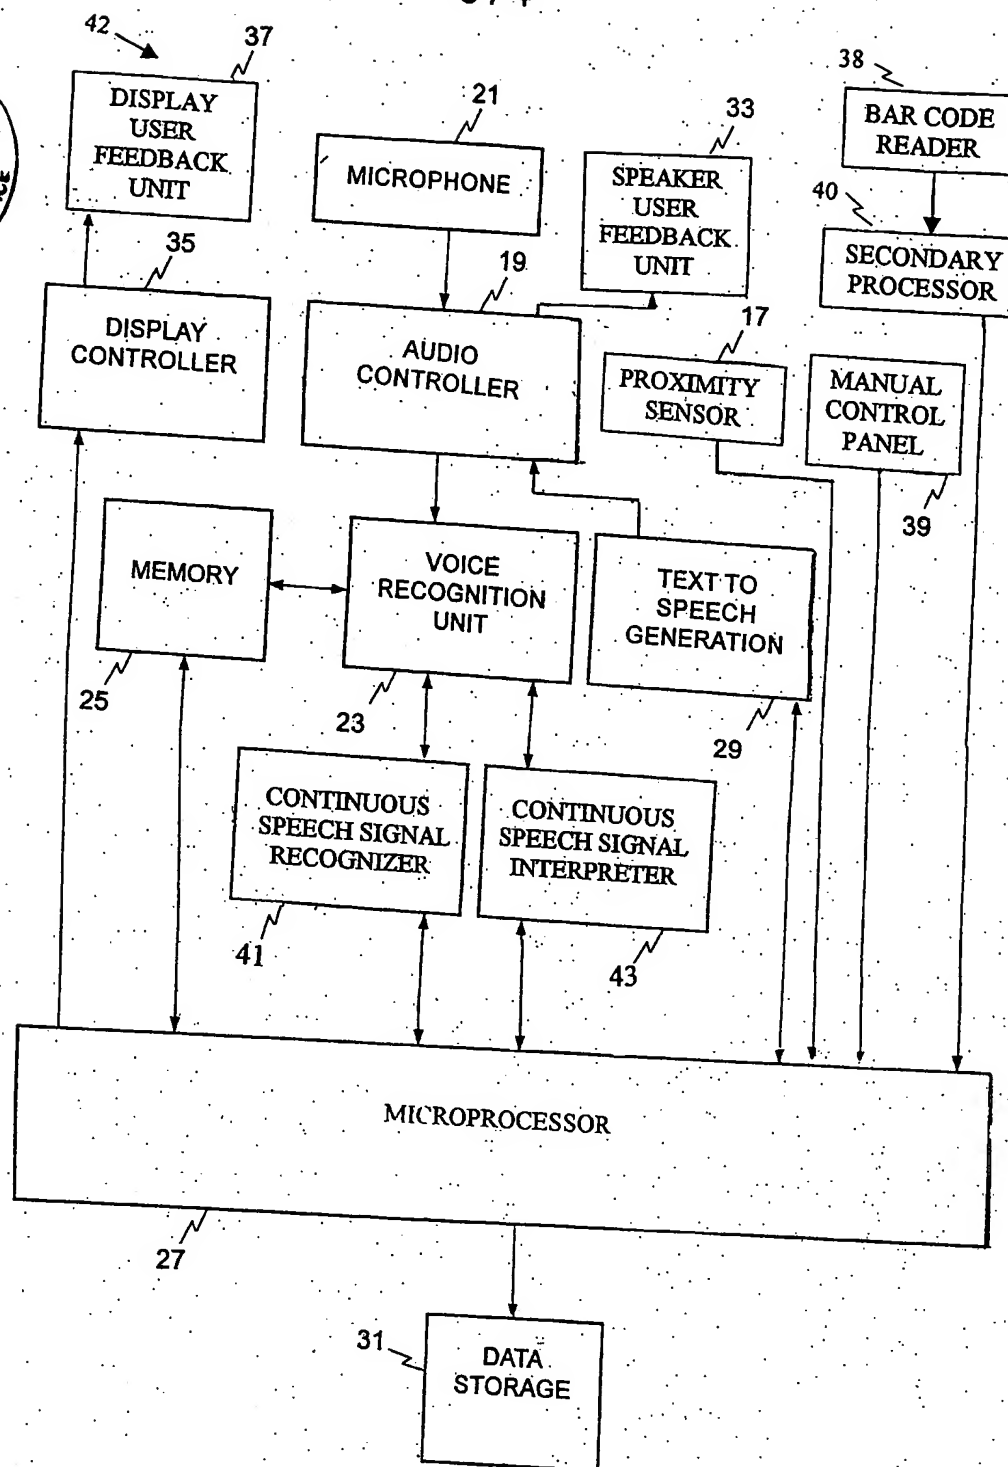 42
37
DISPLAY
USER
FEEDBACK
UNIT
21
MICROPHONE
33
SPEAKER
USER
FEEDBACK
UNIT
38
BAR CODE
READER
40
SECONDARY
PROCESSOR
35
DISPLAY
CONTROLLER
19
AUDIO
CONTROLLER
17
PROXIMITY
SENSOR
MANUAL
CONTROL
PANEL
39
MEMORY
25
VOICE
RECOGNITION
UNIT
23
TEXT TO
SPEECH
GENERATION
29
CONTINUOUS
SPEECH SIGNAL
RECOGNIZER
41
CONTINUOUS
SPEECH SIGNAL
INTERPRETER
43
MICROPROCESSOR
27
31
DATA
STORAGE